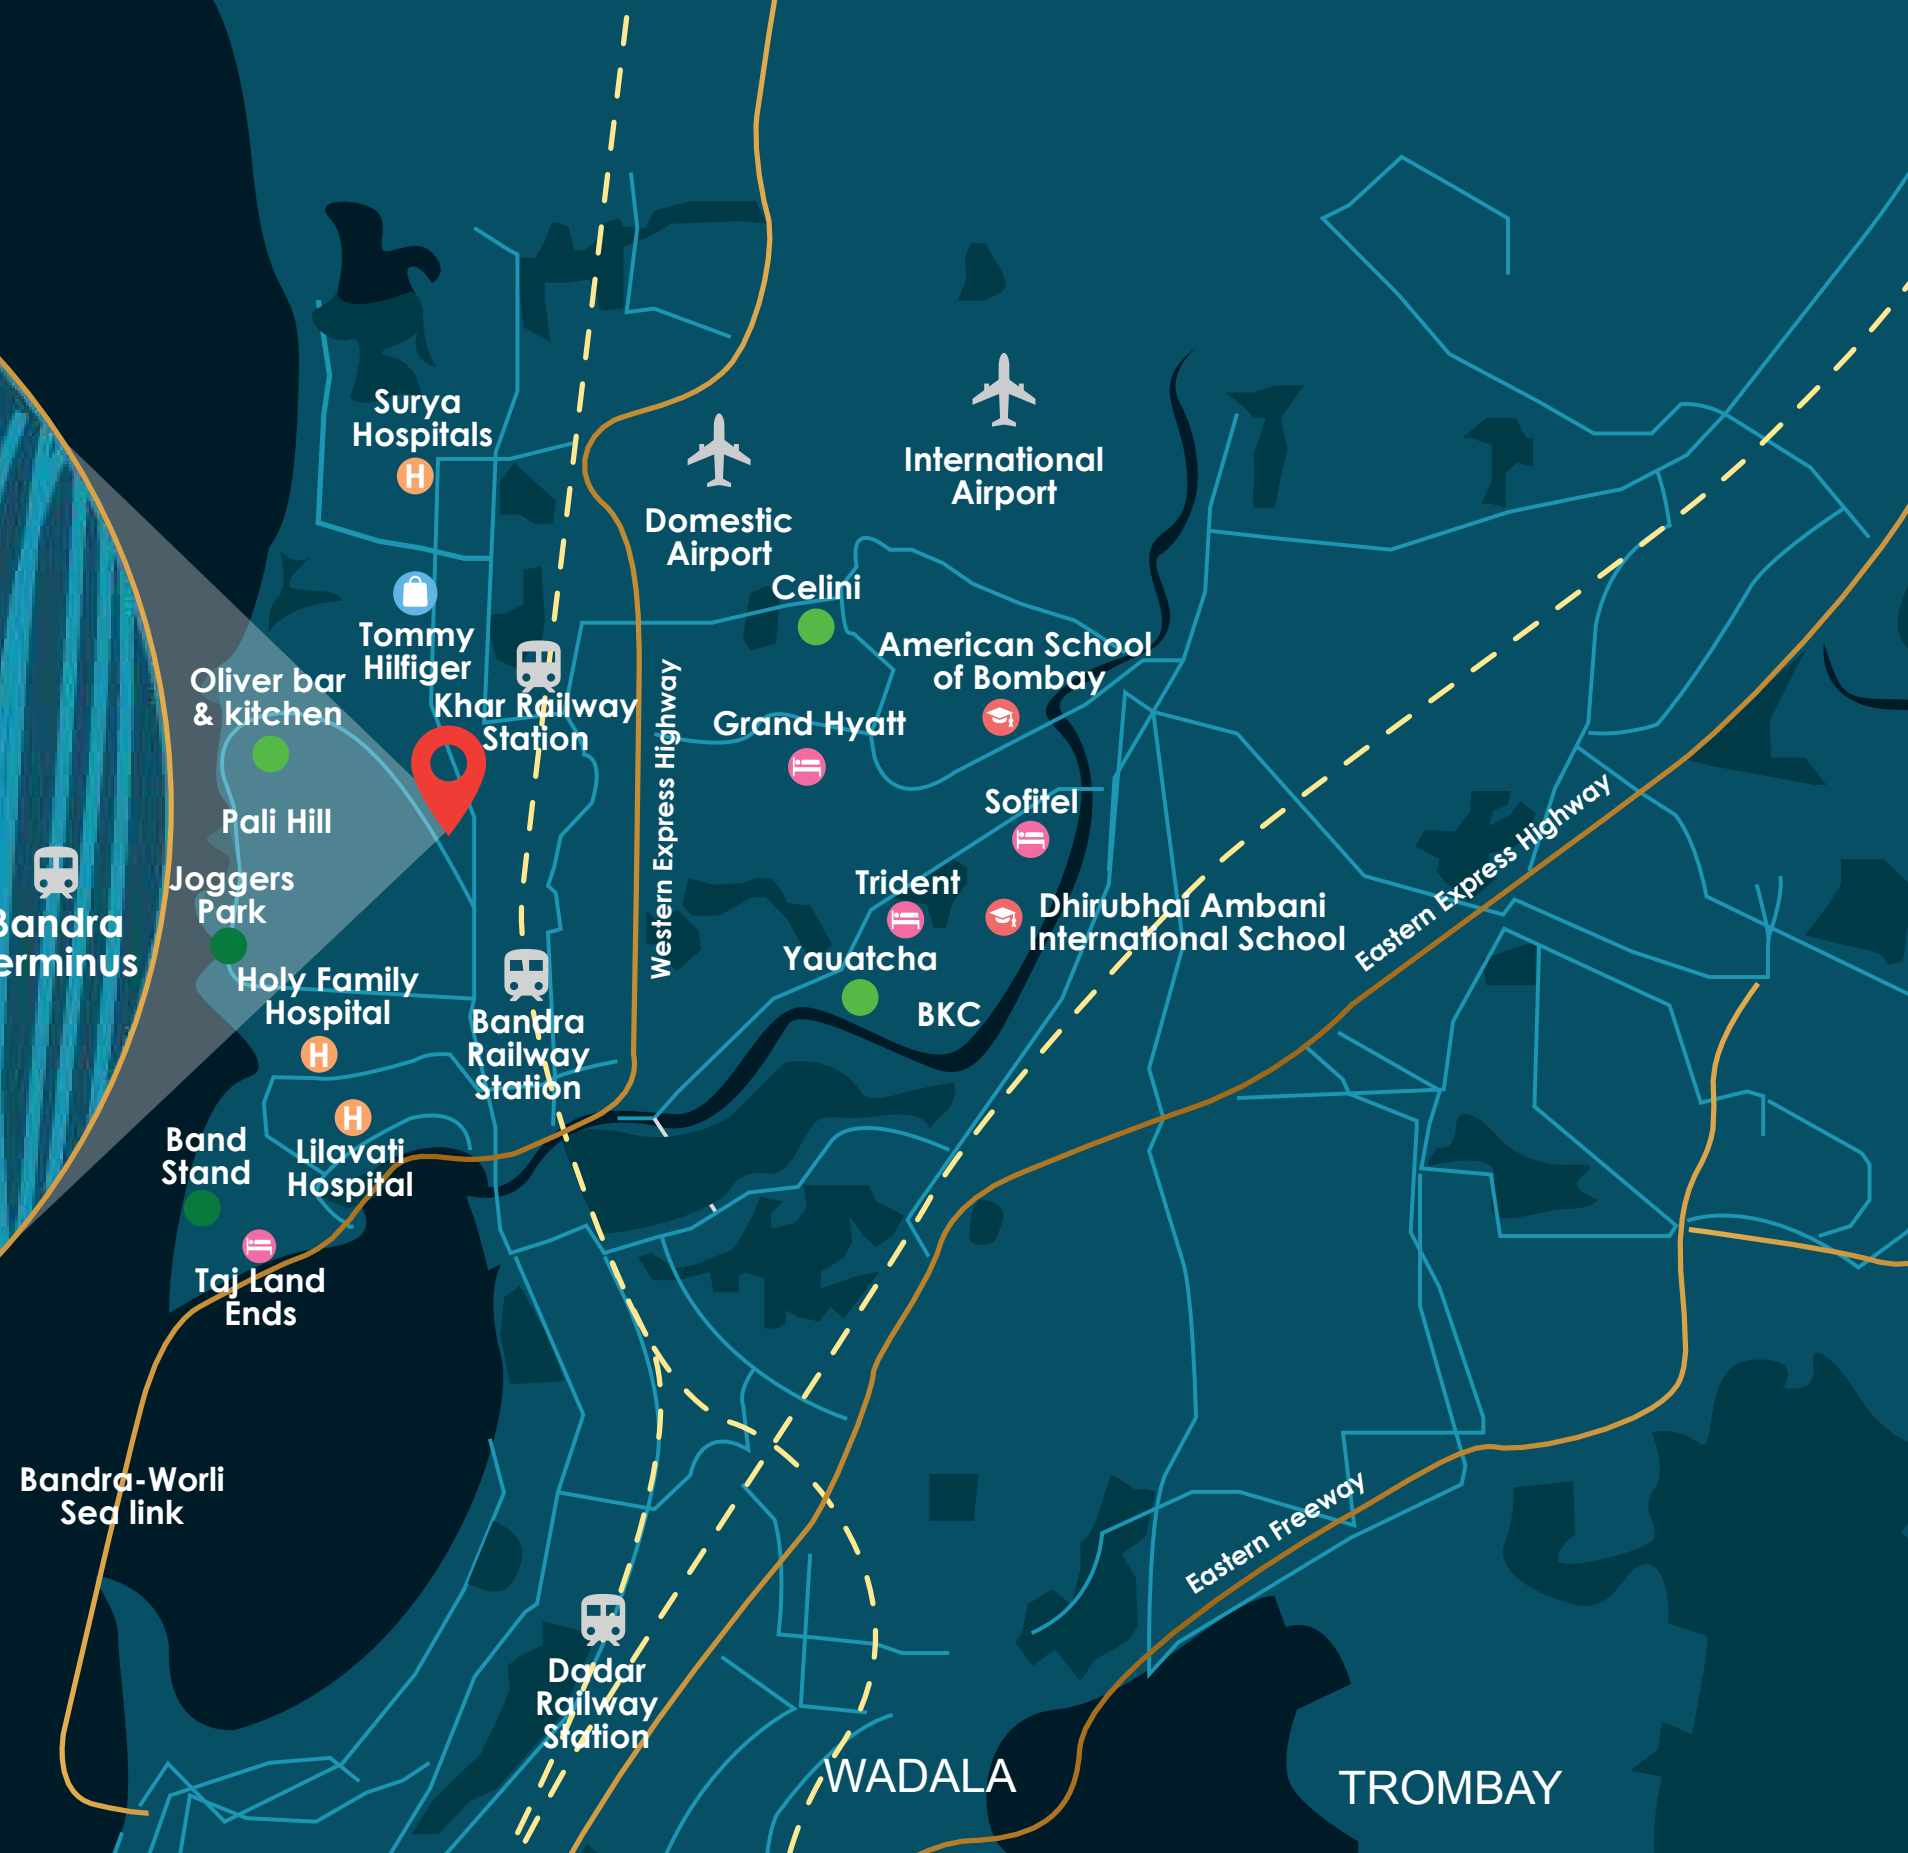 Surya
Hospitals
H
International
Airport
Domestic
Airport
Celini
Tommy
Hilfiger
American School
of Bombay
Oliver bar
& kitchen
Khar Railway
Station
Grand Hyatt
Western Express Highway
Sofitel
Pali Hill
Eastern Express Highway
Joggers
Park
Trident
Dhirubhai Ambani
International School
Bandra
erminus
Yauatcha
Holy Family
Hospital
H
BKC
Bandra
Railway
Station
H
Lilavati
Hospital
Band
Stand
Taj Land
Ends
Bandra-Worli
Sea link
Eastern Freeway
Dadar
Railway
Station
WADALA
TROMBAY